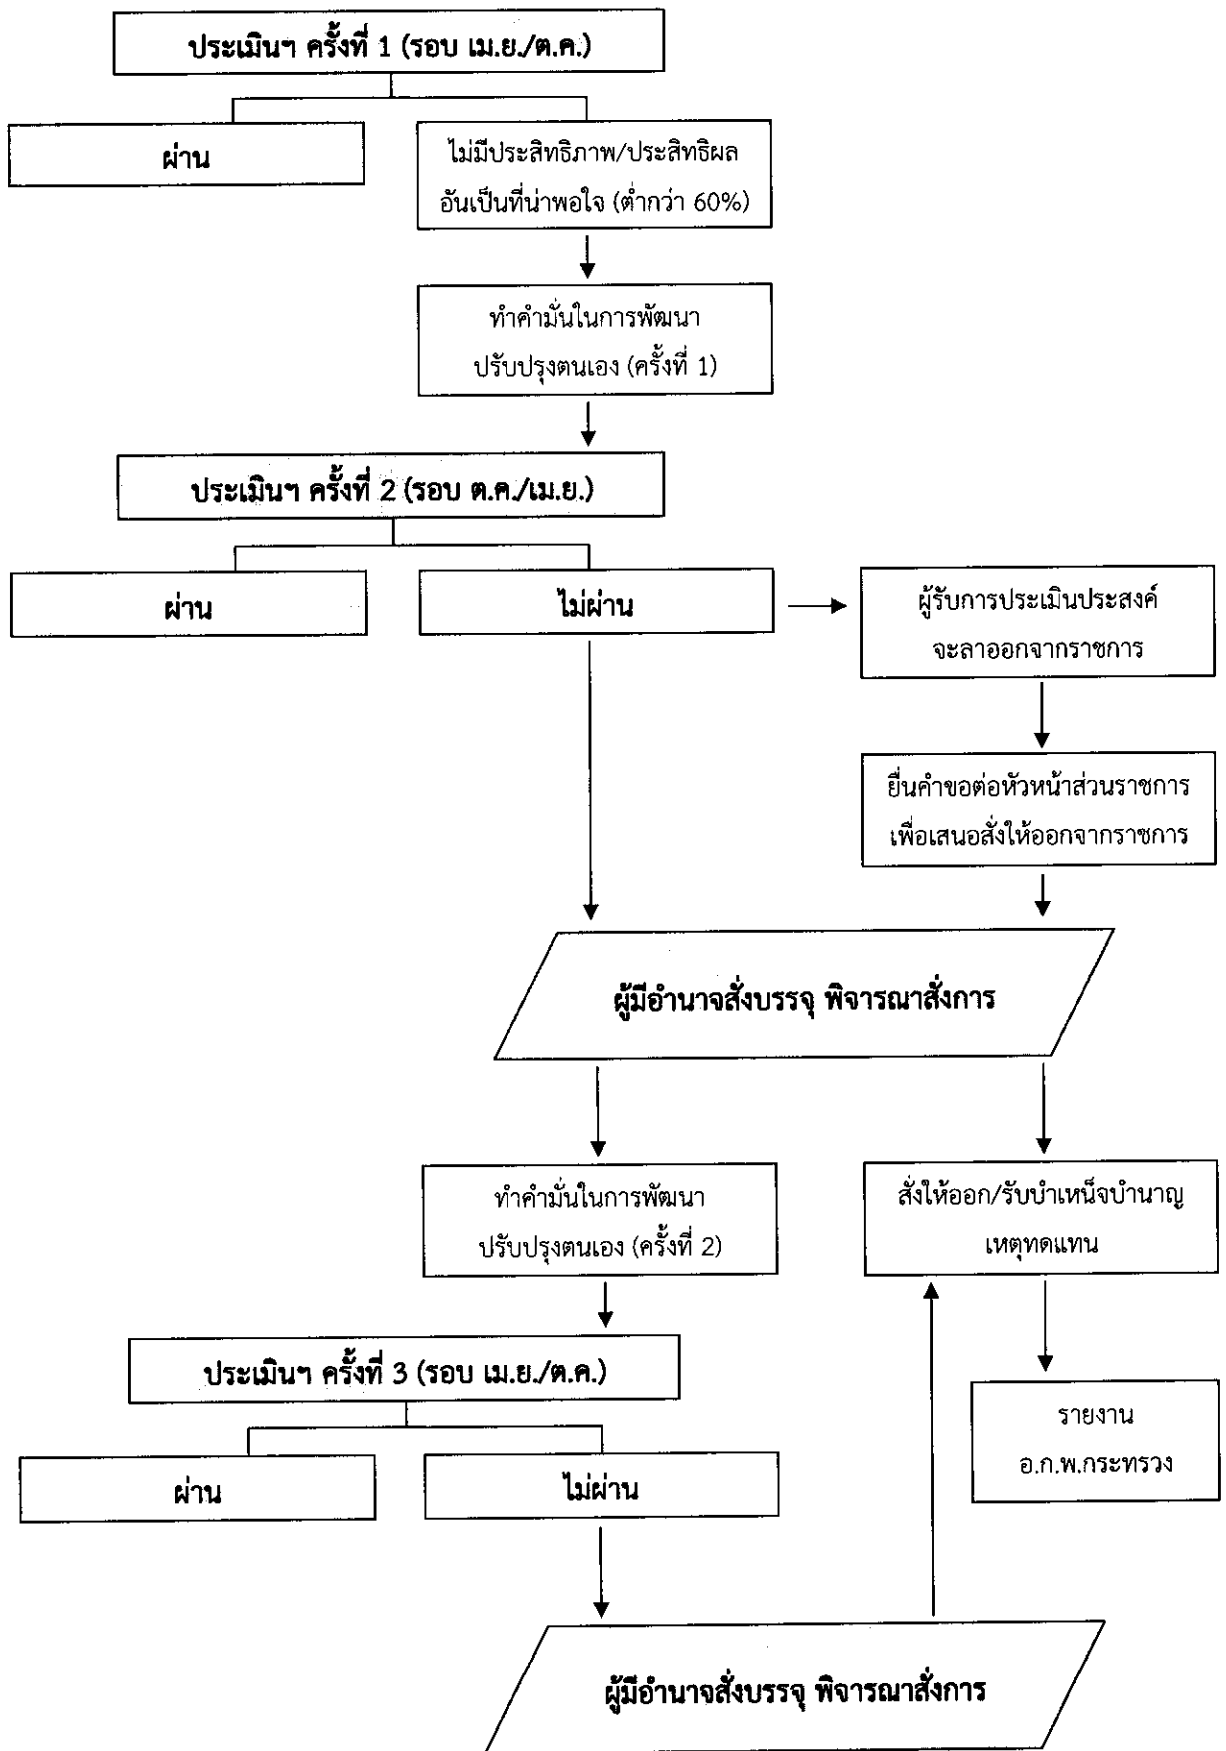 ประเมินฯ ครั้งที่ 1 (รอบ เม.ย./ต.ค.)
ผ่าน
ไม่มีประสิทธิภาพ/ประสิทธิผล
อันเป็นที่น่าพอใจ (ต่ำกว่า 60%)
ทำคำมั่นในการพัฒนา
ปรับปรุงตนเอง (ครั้งที่ 1)
ประเมินฯ ครั้งที่ 2 (รอบ ต.ค./เม.ย.)
ผ่าน
ไม่ผ่าน
ผู้รับการประเมินประสงค์
จะลาออกจากราชการ
ยื่นคำขอต่อหัวหน้าส่วนราชการ
เพื่อเสนอสั่งให้ออกจากราชการ
ผู้มีอำนาจสั่งบรรจุ พิจารณาสั่งการ
ทำคำมั่นในการพัฒนา
ปรับปรุงตนเอง (ครั้งที่ 2)
สั่งให้ออก/รับบำเหน็จบำนาญ
เหตุทดแทน
ประเมินฯ ครั้งที่ 3 (รอบ เม.ย./ต.ค.)
ผ่าน
ไม่ผ่าน
รายงาน
อ.ก.พ.กระทรวง
ผู้มีอำนาจสั่งบรรจุ พิจารณาสั่งการ